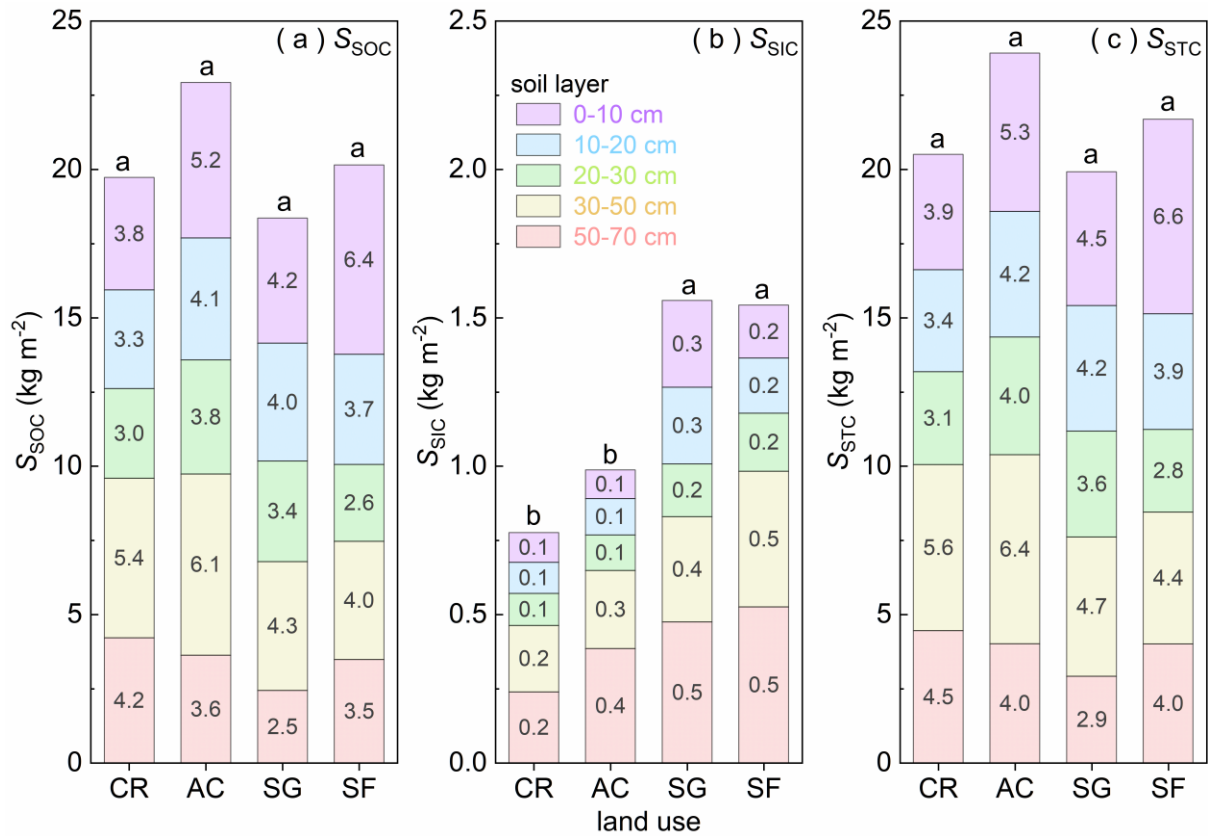 ( a ) S_SOC
S_SOC (kg m⁻²)
25
20
15
10
5
0
a
a
a
a
3.8
3.3
3.0
5.4
4.2
5.2
4.1
3.8
6.1
3.6
4.2
4.0
3.4
4.3
2.5
6.4
3.7
2.6
4.0
3.5
CR AC SG SF
( b ) S_SIC
S_SIC (kg m⁻²)
2.5
2.0
1.5
1.0
0.5
0.0
soil layer
0-10 cm
10-20 cm
20-30 cm
30-50 cm
50-70 cm
b
b
a
a
0.1
0.1
0.1
0.2
0.2
0.1
0.1
0.1
0.3
0.4
0.3
0.3
0.2
0.4
0.5
0.2
0.2
0.2
0.5
0.5
CR AC SG SF
land use
( c ) S_STC
S_STC (kg m⁻²)
25
20
15
10
5
0
a
a
a
a
3.9
3.4
3.1
5.6
4.5
5.3
4.2
4.0
6.4
4.0
4.5
4.2
3.6
4.7
2.9
6.6
3.9
2.8
4.4
4.0
CR AC SG SF